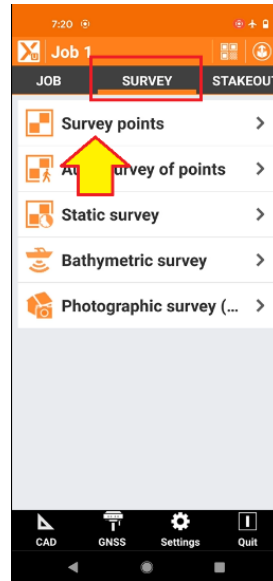 7:20
Job 1
JOB SURVEY STAKEOUT
Survey points
survey of points
Static survey
Bathymetric survey
Photographic survey (...
CAD GNSS Settings Quit